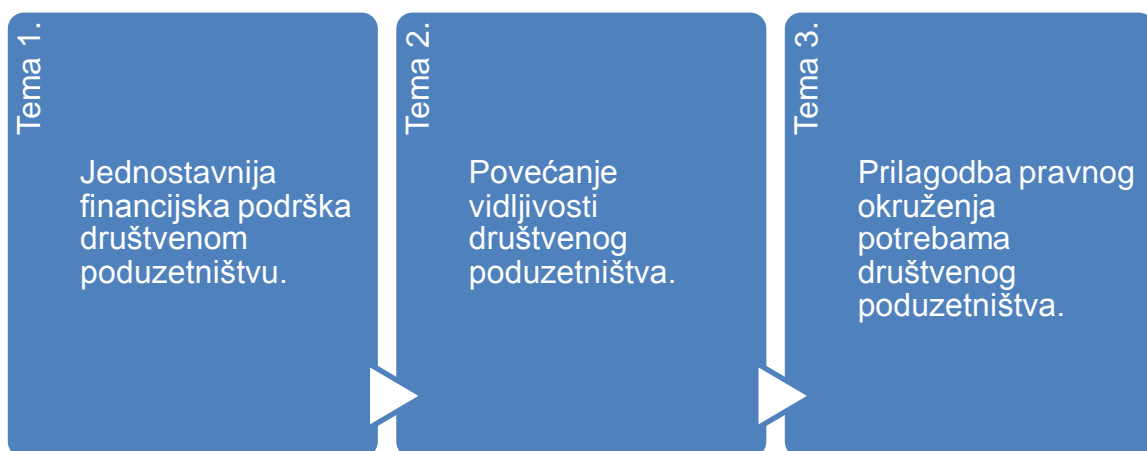 Tema 1.
Jednostavnija
financijska podrška
društvenom
poduzetništvu.
Tema 2.
Povećanje
vidljivosti
društvenog
poduzetništva.
Tema 3.
Prilagodba pravnog
okruženja
potrebama
društvenog
poduzetništva.